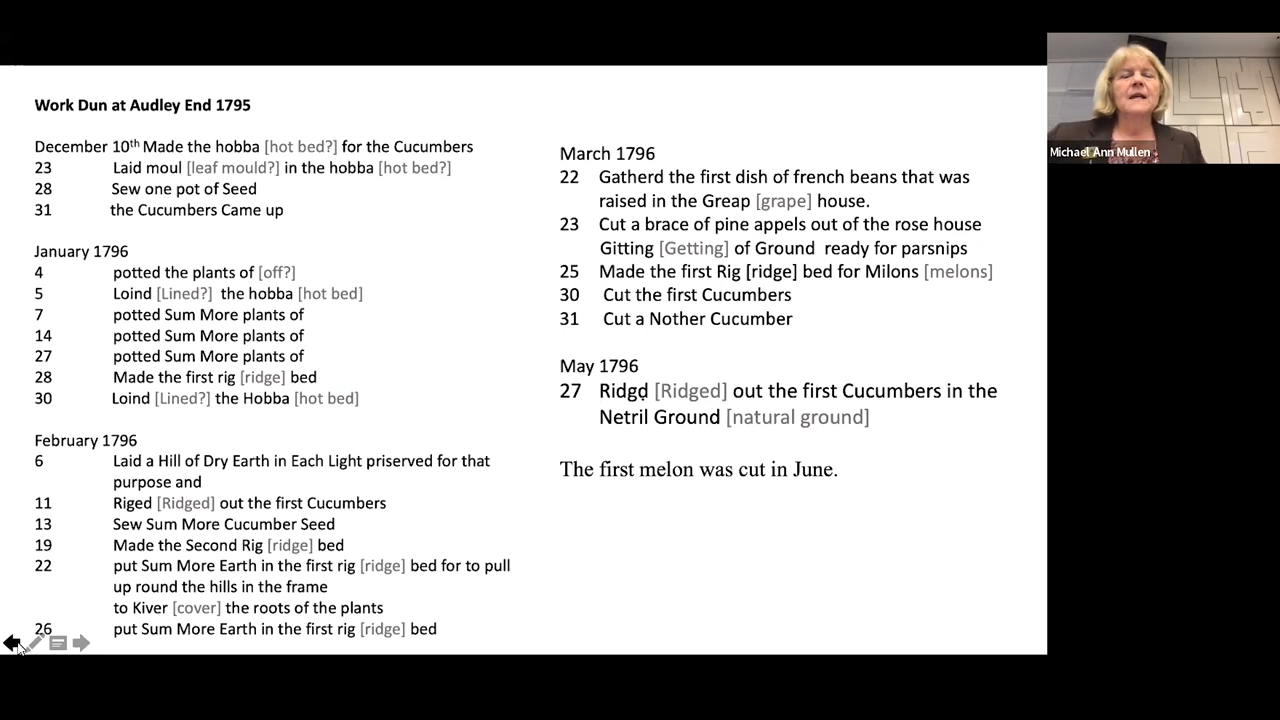 Work Dun at Audley End 1795
December 10th Made the hobba [hot bed?] for the Cucumbers
23 Laid moul [leaf mould?] in the hobba [hot bed?]
28 Sew one pot of Seed
31 the Cucumbers Came up
January 1796
4 potted the plants of [off?]
5 Loind [Lined?] the hobba [hot bed]
7 potted Sum More plants of
14 potted Sum More plants of
27 potted Sum More plants of
28 Made the first rig [ridge] bed
30 Loind [Lined?] the Hobba [hot bed]
February 1796
6 Laid a Hill of Dry Earth in Each Light priserved for that
purpose and
11 Riged [Ridged] out the first Cucumbers
13 Sew Sum More Cucumber Seed
19 Made the Second Rig [ridge] bed
22 put Sum More Earth in the first rig [ridge] bed for to pull
up round the hills in the frame
to Kiver [cover] the roots of the plants
26 put Sum More Earth in the first rig [ridge] bed
March 1796
22 Gatherd the first dish of french beans that was
raised in the Greap [grape] house.
23 Cut a brace of pine appels out of the rose house
Gitting [Getting] of Ground ready for parsnips
25 Made the first Rig [ridge] bed for Milons [melons]
30 Cut the first Cucumbers
31 Cut a Nother Cucumber
May 1796
27 Ridgḍ [Ridged] out the first Cucumbers in the
Netril Ground [natural ground]
The first melon was cut in June.
Michael Ann Mullen